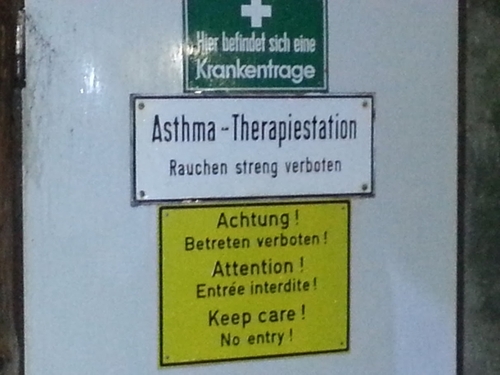 Hier befindet sich eine
Krankentrage
Asthma - Therapiestation
Rauchen streng verboten
Achtung !
Betreten verboten !
Attention !
Entrée interdite !
Keep care !
No entry !